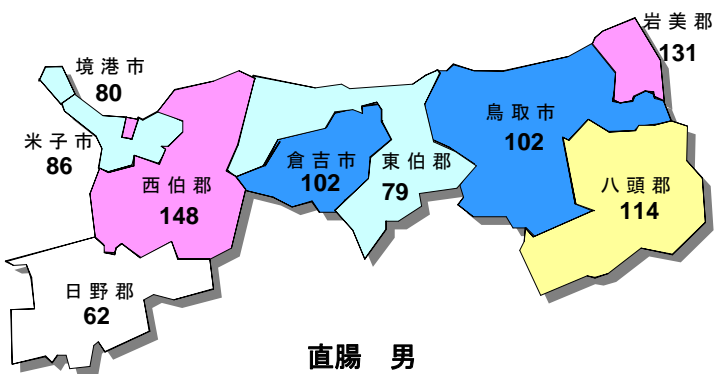 岩美郡
131
境港市
80
鳥取市
102
米子市
86
倉吉市
102
東伯郡
79
西伯郡
148
八頭郡
114
日野郡
62
直腸　男